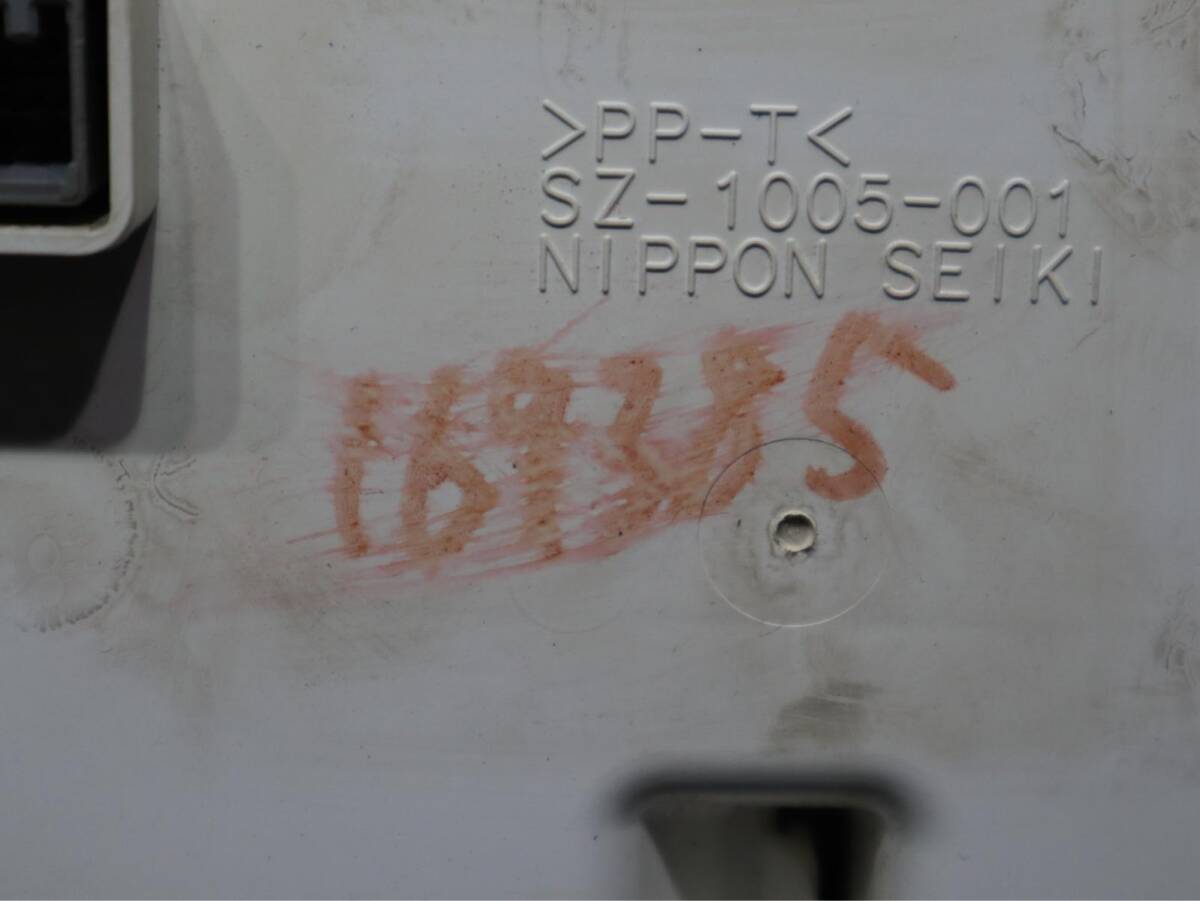 >PP-T<
SZ-1005-001
NIPPON SEIKI